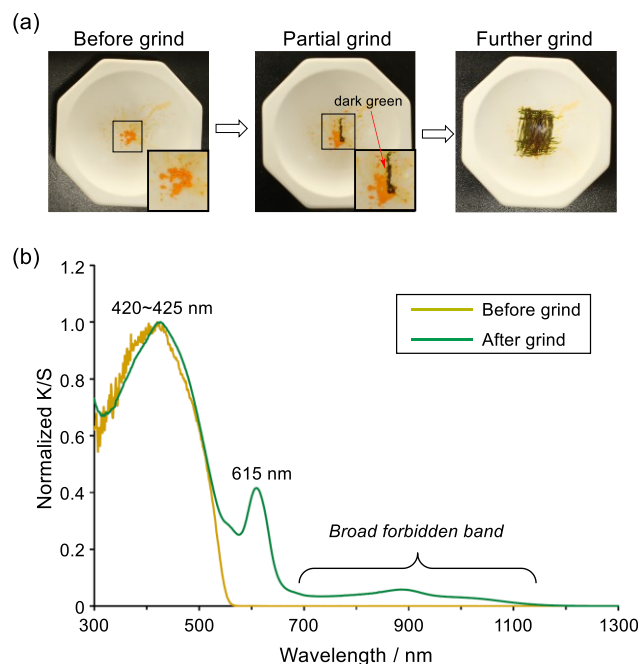 (a)
Before grind
Partial grind
Further grind
dark green
(b)
1.2
1.0
0.8
0.6
0.4
0.2
0
Normalized K/S
420~425 nm
615 nm
Before grind
After grind
Broad forbidden band
300
500
700
900
1100
1300
Wavelength / nm